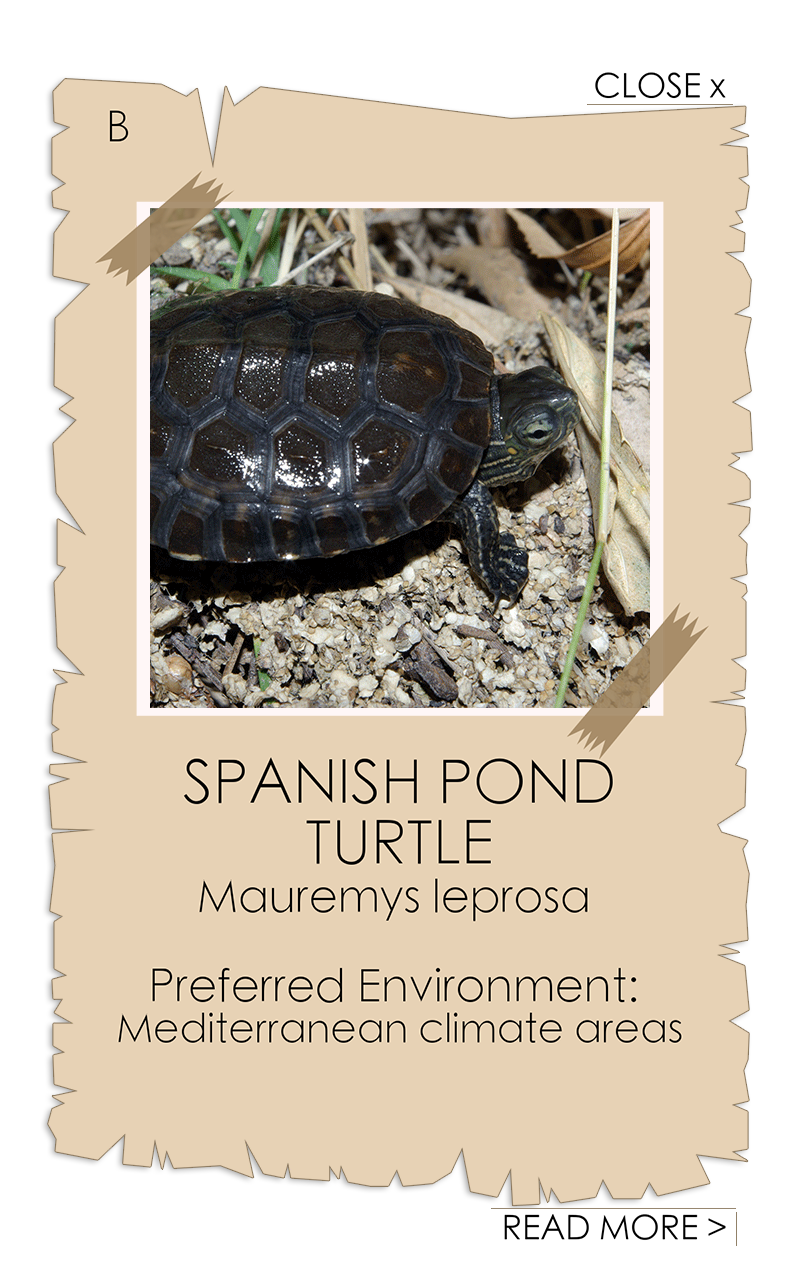 CLOSE x
B
SPANISH POND
TURTLE
Mauremys leprosa
Preferred Environment:
Mediterranean climate areas
READ MORE >